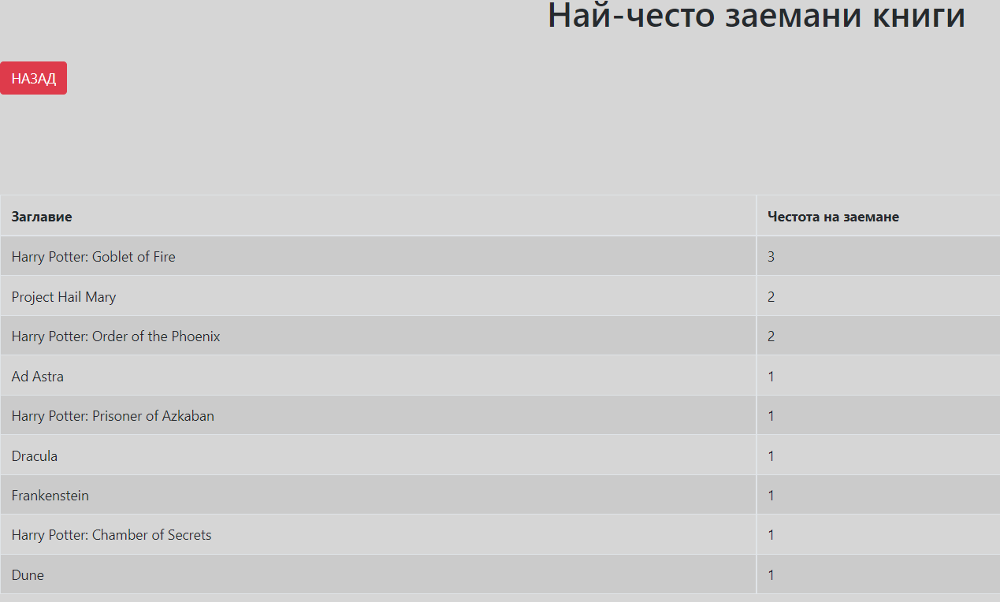 Най-често заемани книги
НАЗАД
Заглавие Честота на заемане
Harry Potter: Goblet of Fire 3
Project Hail Mary 2
Harry Potter: Order of the Phoenix 2
Ad Astra 1
Harry Potter: Prisoner of Azkaban 1
Dracula 1
Frankenstein 1
Harry Potter: Chamber of Secrets 1
Dune 1